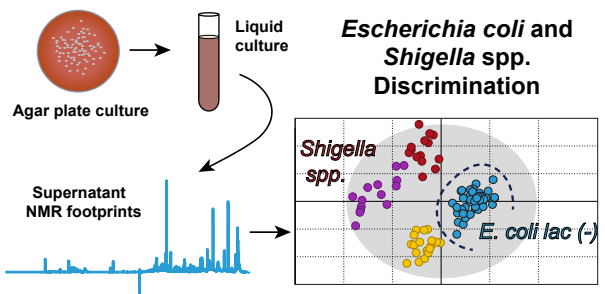 Agar plate culture
Liquid
culture
Escherichia coli and
Shigella spp.
Discrimination
Supernatant
NMR footprints
Shigella
spp.
E. coli lac (-)